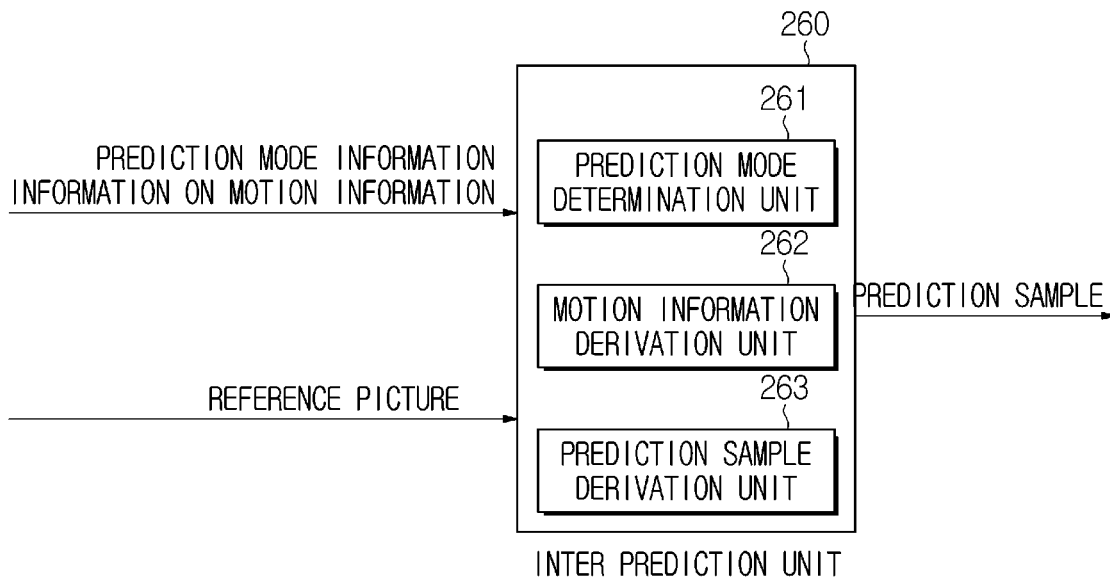 260
261
PREDICTION MODE INFORMATION
INFORMATION ON MOTION INFORMATION
PREDICTION MODE
DETERMINATION UNIT
262
MOTION INFORMATION
DERIVATION UNIT
PREDICTION SAMPLE
REFERENCE PICTURE
263
PREDICTION SAMPLE
DERIVATION UNIT
INTER PREDICTION UNIT